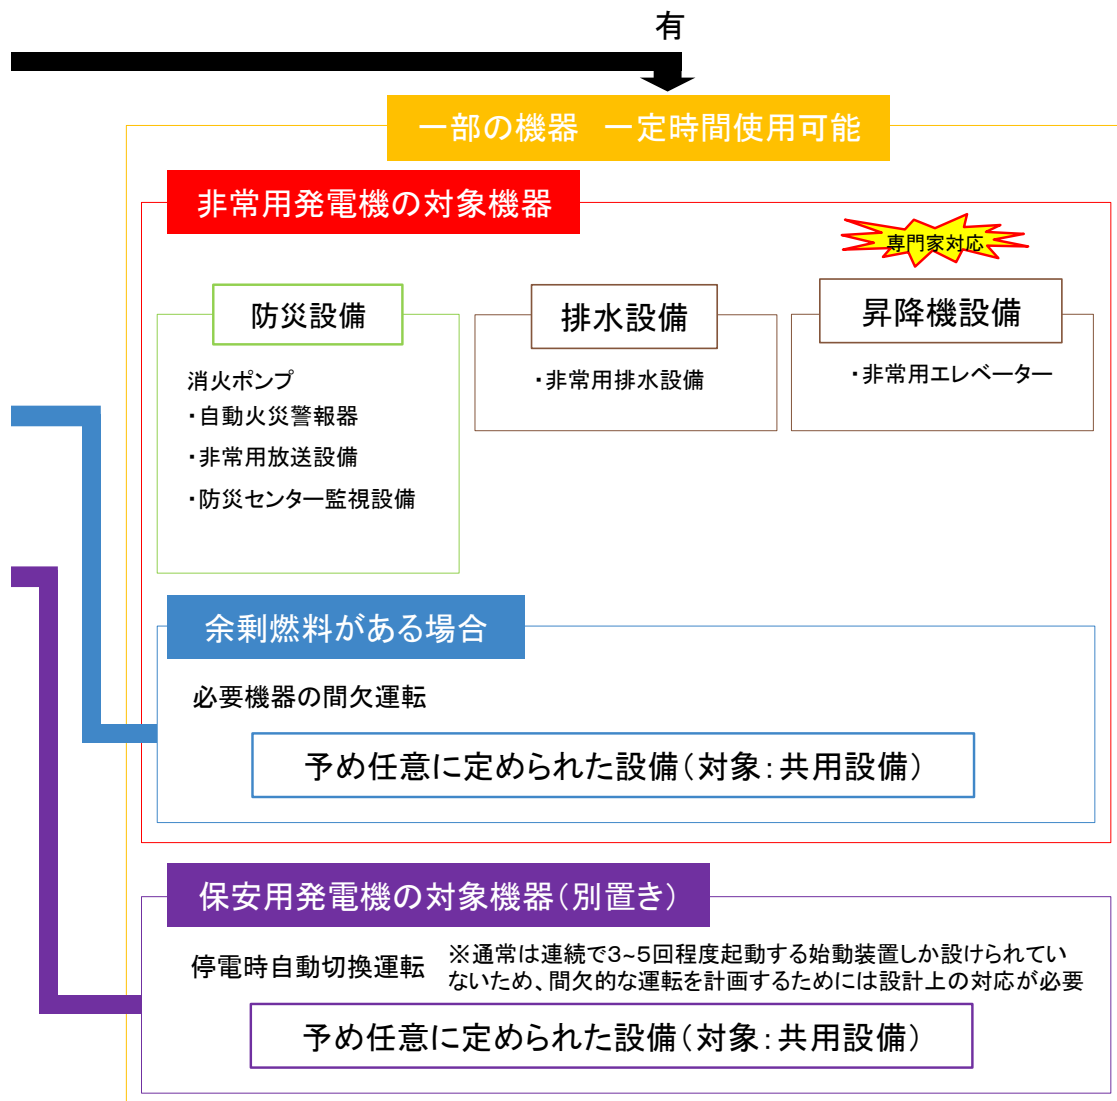 有
一部の機器　一定時間使用可能
非常用発電機の対象機器
専門家対応
防災設備
消火ポンプ
・自動火災警報器
・非常用放送設備
・防災センター監視設備
排水設備
・非常用排水設備
昇降機設備
・非常用エレベーター
余剰燃料がある場合
必要機器の間欠運転
予め任意に定められた設備（対象：共用設備）
保安用発電機の対象機器（別置き）
停電時自動切換運転
※通常は連続で3~5回程度起動する始動装置しか設けられてい
ないため、間欠的な運転を計画するためには設計上の対応が必要
予め任意に定められた設備（対象：共用設備）